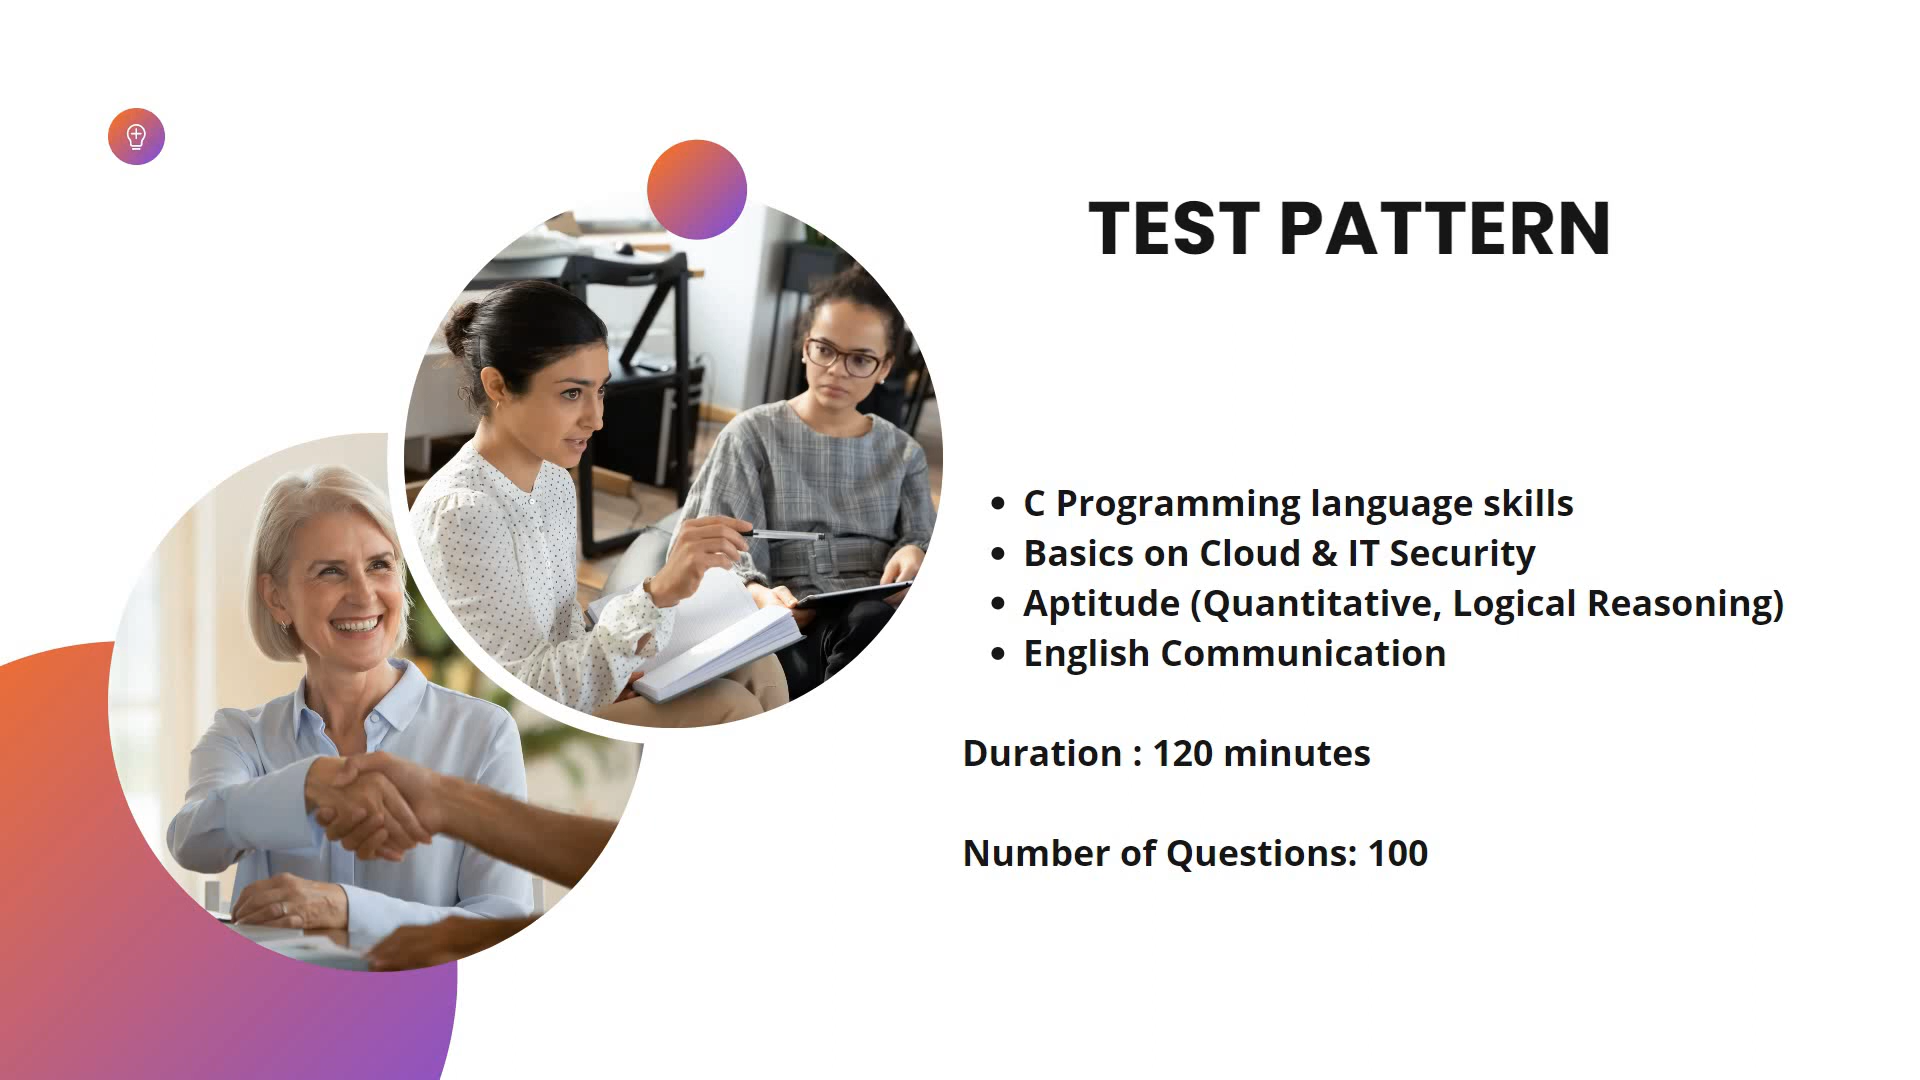 TEST PATTERN
• C Programming language skills
• Basics on Cloud & IT Security
• Aptitude (Quantitative, Logical Reasoning)
• English Communication
Duration : 120 minutes
Number of Questions: 100